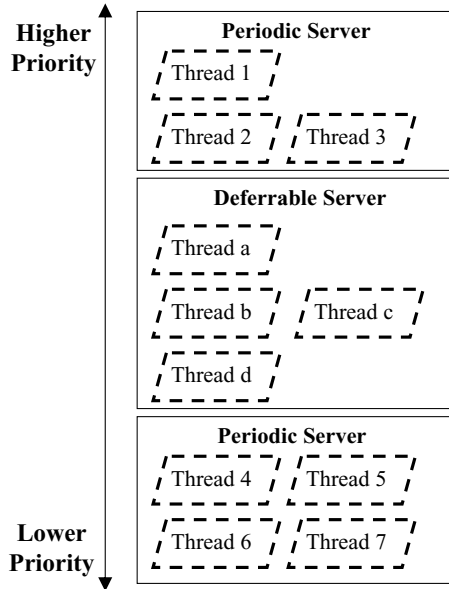 Higher
Priority
Periodic Server
Thread 1
Thread 2
Thread 3
Deferrable Server
Thread a
Thread b
Thread c
Thread d
Periodic Server
Thread 4
Thread 5
Thread 6
Thread 7
Lower
Priority